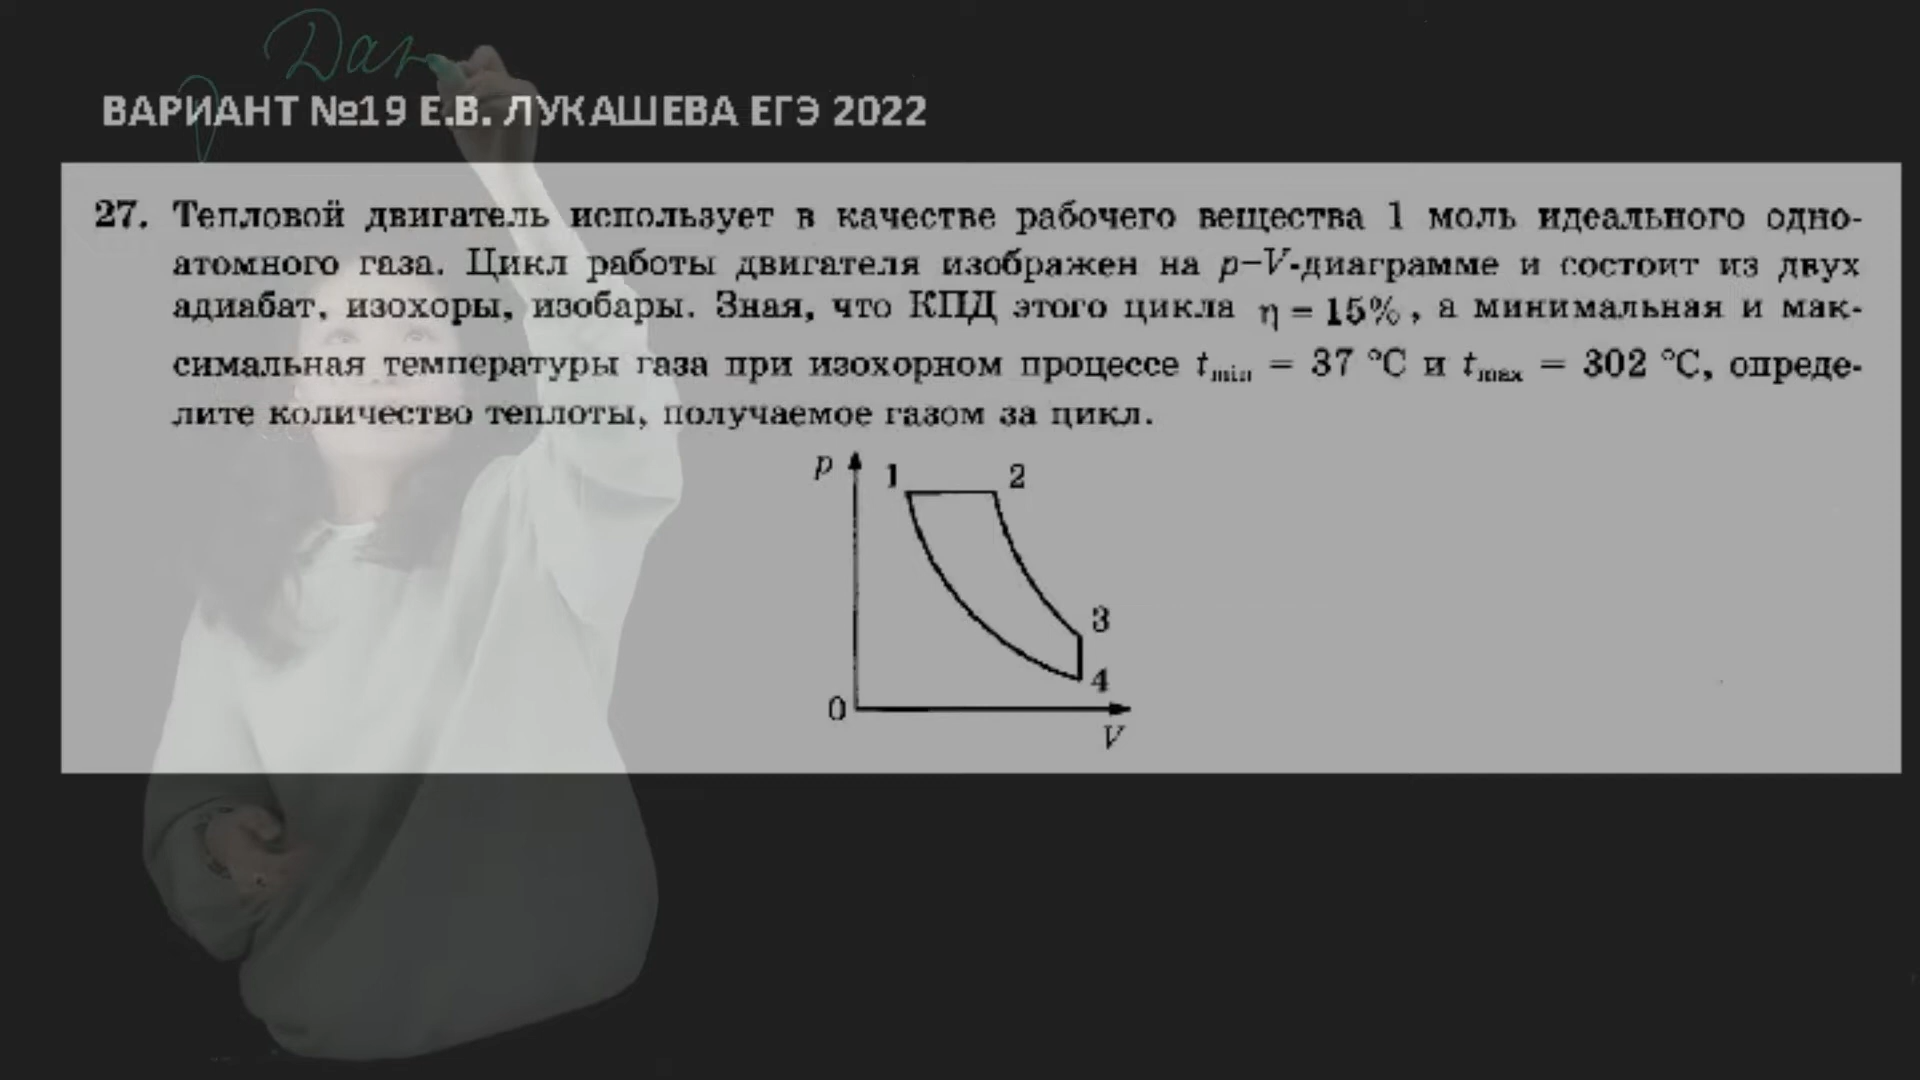 Дан
ВАРИАНТ №19 Е.В. ЛУКАШЕВА ЕГЭ 2022
27. Тепловой двигатель использует в качестве рабочего вещества 1 моль идеального одно-
атомного газа. Цикл работы двигателя изображен на p–V-диаграмме и состоит из двух
адиабат, изохоры, изобары. Зная, что КПД этого цикла η = 15%, а минимальная и мак-
симальная температуры газа при изохорном процессе tmin = 37 °C и tmax = 302 °C, опреде-
лите количество теплоты, получаемое газом за цикл.
p 1 2
3
4
0
V